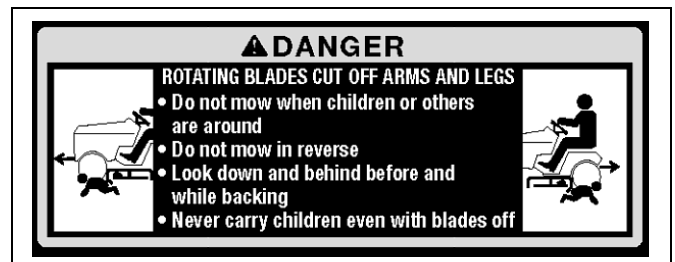 DANGER
ROTATING BLADES CUT OFF ARMS AND LEGS
• Do not mow when children or others
are around
• Do not mow in reverse
• Look down and behind before and
while backing
• Never carry children even with blades off